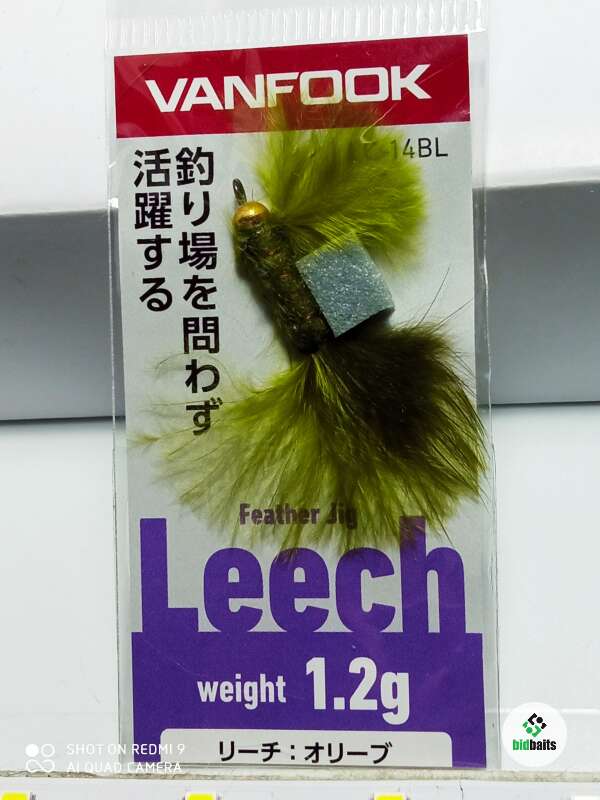 VANFOOK
14BL
釣り場を問わず
活躍する
Feather Jig
Leech
weight 1.2g
リーチ：オリーブ
SHOT ON REDMI 9
AI QUAD CAMERA
bidbaits